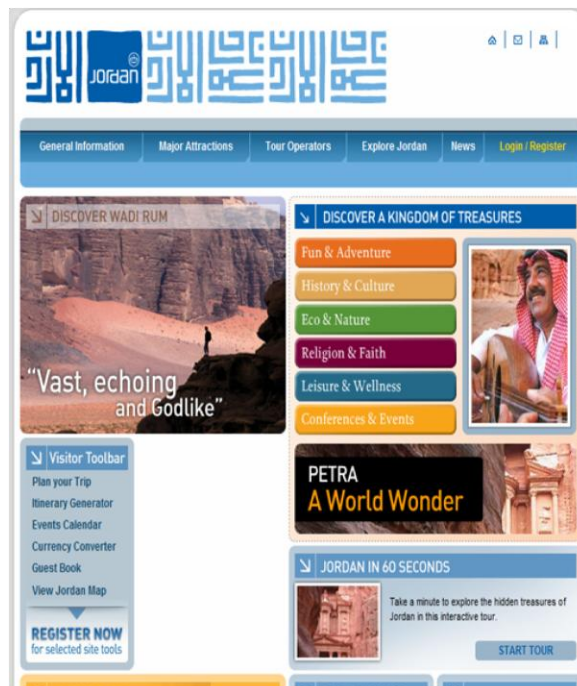 Jordan
General Information
Major Attractions
Tour Operators
Explore Jordan
News
Login / Register
DISCOVER WADI RUM
"Vast, echoing
and Godlike"
DISCOVER A KINGDOM OF TREASURES
Fun & Adventure
History & Culture
Eco & Nature
Religion & Faith
Leisure & Wellness
Conferences & Events
PETRA
A World Wonder
Visitor Toolbar
Plan your Trip
Itinerary Generator
Events Calendar
Currency Converter
Guest Book
View Jordan Map
REGISTER NOW
for selected site tools
JORDAN IN 60 SECONDS
Take a minute to explore the hidden treasures of
Jordan in this interactive tour.
START TOUR